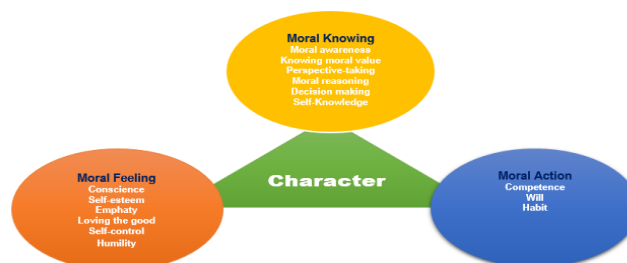 Moral Knowing
Moral awareness
Knowing moral value
Perspective-taking
Moral reasoning
Decision making
Self-Knowledge
Moral Feeling
Conscience
Self-esteem
Emphaty
Loving the good
Self-control
Humility
Character
Moral Action
Competence
Will
Habit